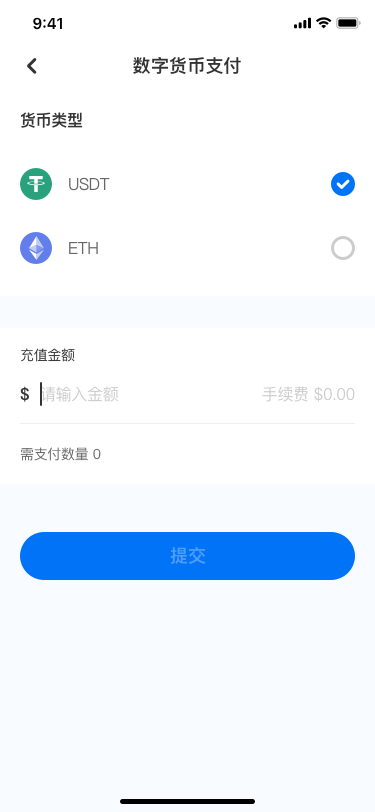 9:41
数字货币支付
货币类型
USDT
ETH
充值金额
$ 请输入金额 手续费 $0.00
需支付数量 0
提交